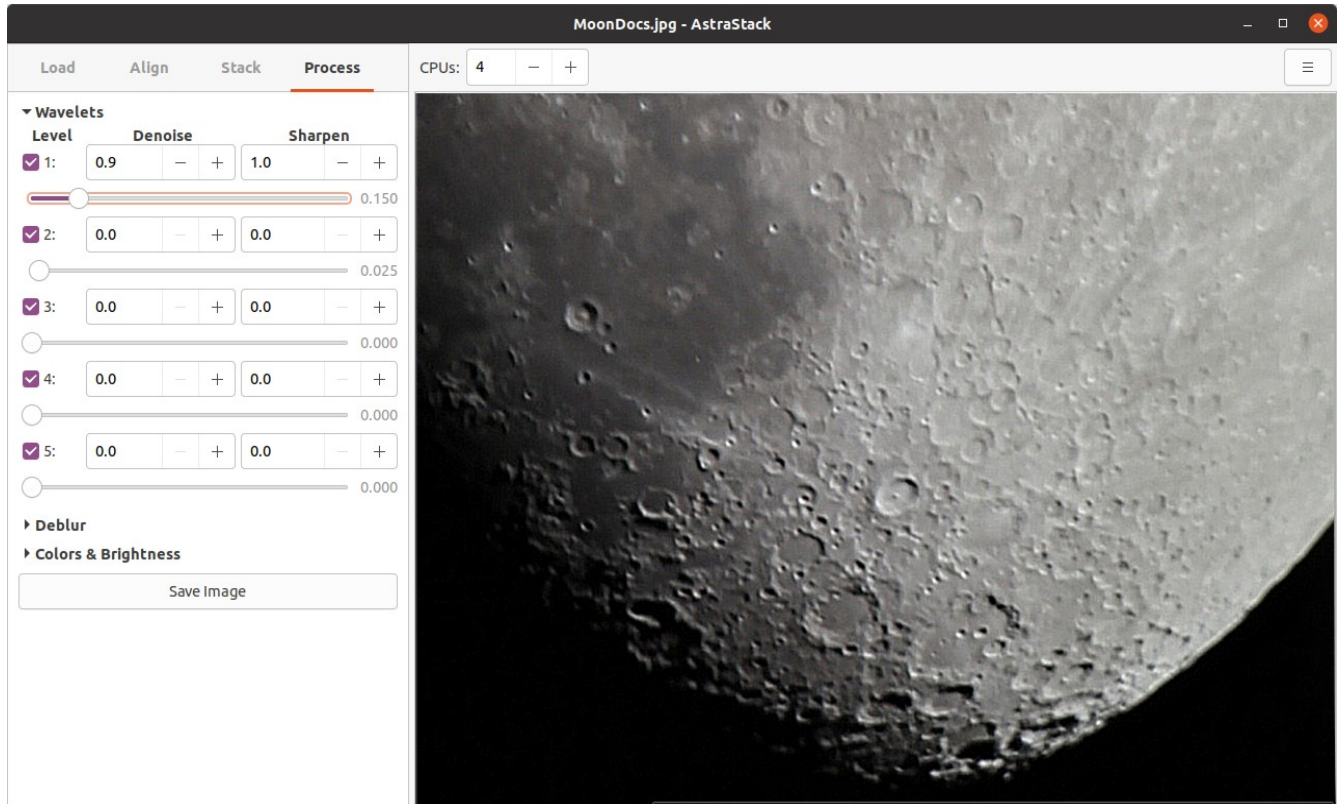 MoonDocs.jpg - AstraStack
Load Align Stack Process
CPUs: 4 − +
Wavelets
Level Denoise Sharpen
1: 0.9 − + 1.0 − +
0.150
2: 0.0 − + 0.0 − +
0.025
3: 0.0 − + 0.0 − +
0.000
4: 0.0 − + 0.0 − +
0.000
5: 0.0 − + 0.0 − +
0.000
Deblur
Colors & Brightness
Save Image